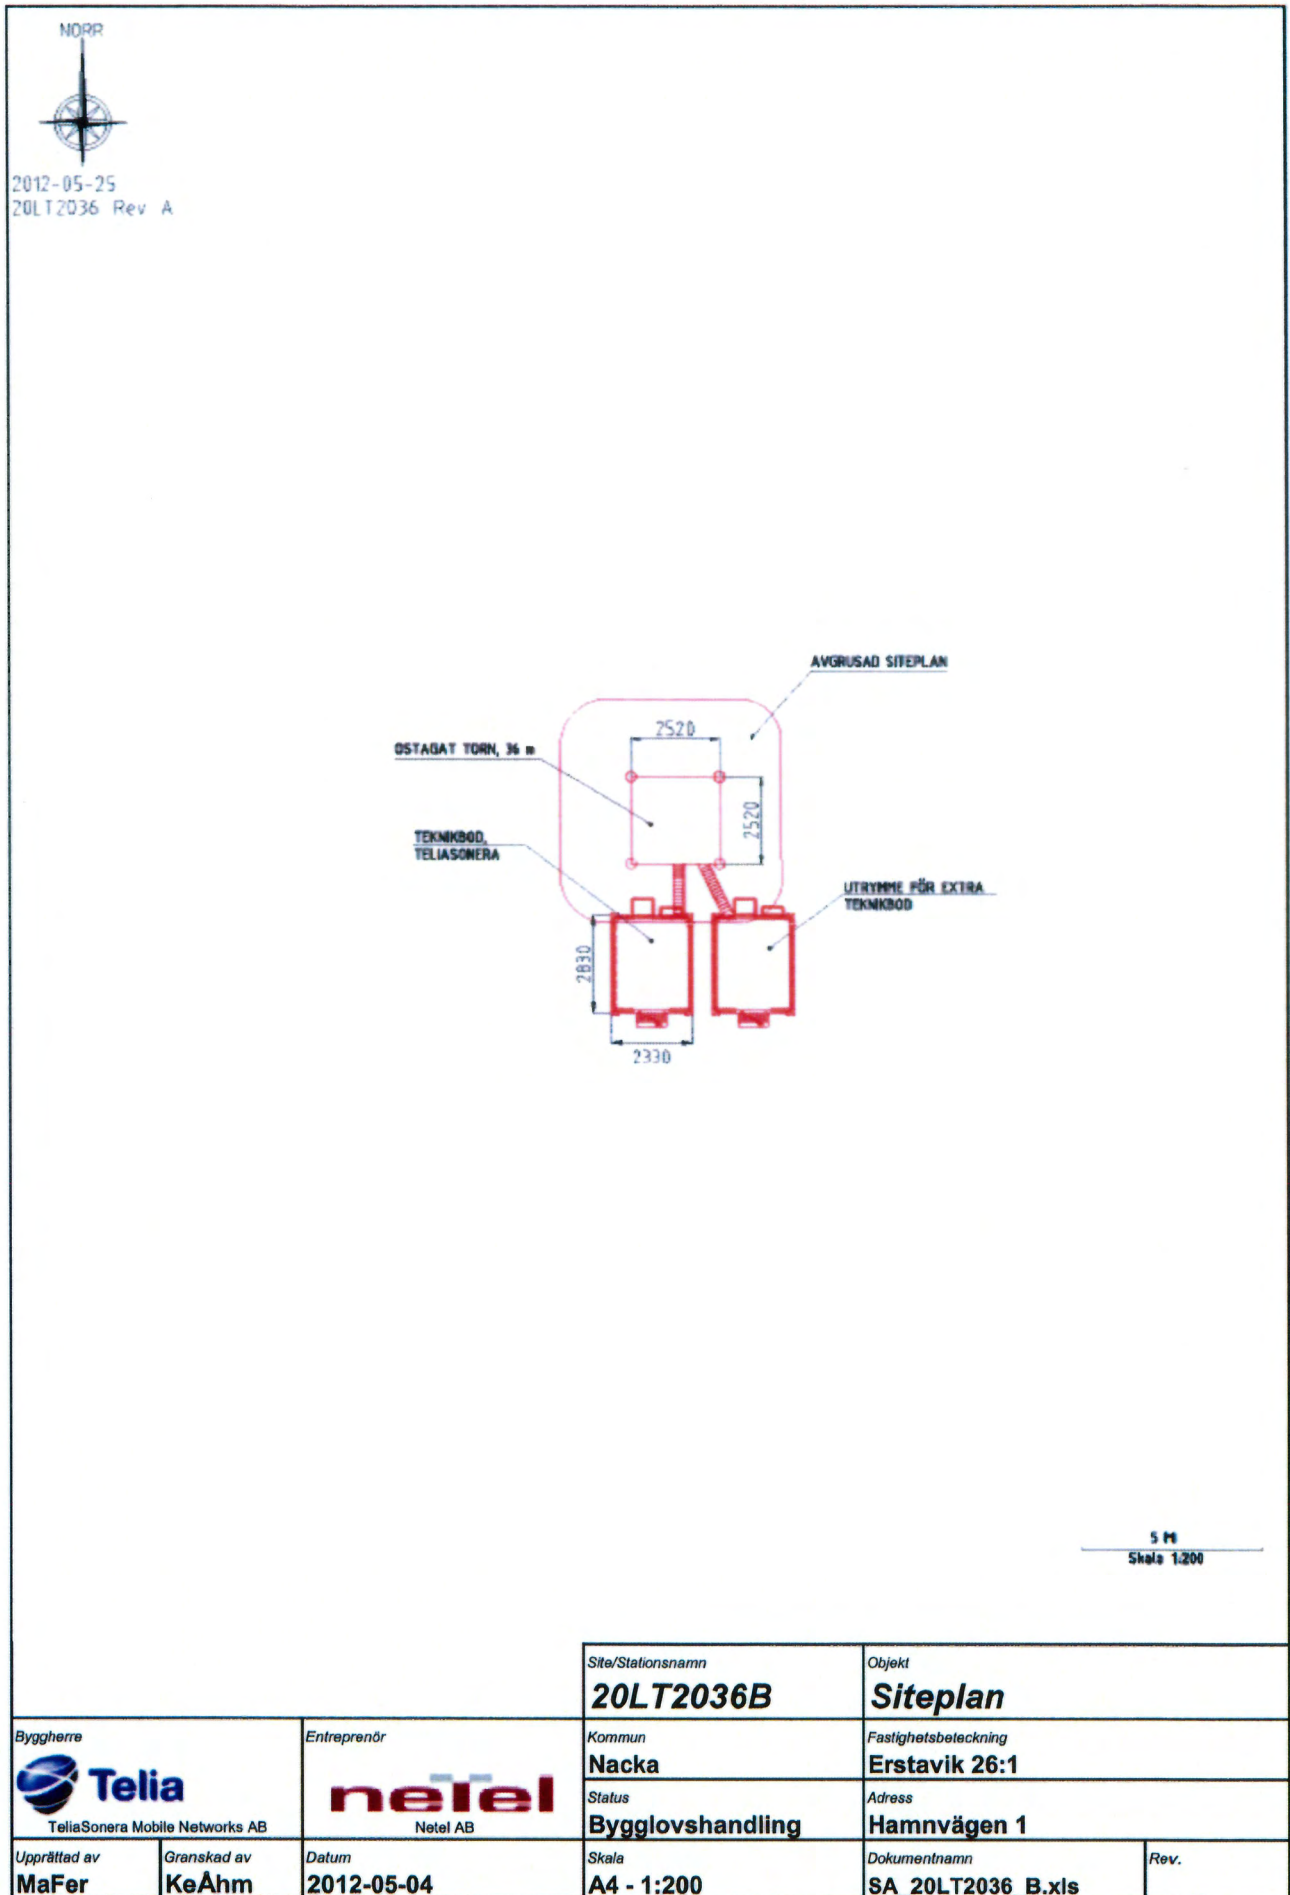 NORR
2012-05-25
20LT2036 Rev A
AVGRUSAD SITEPLAN
2520
OSTAGAT TORN, 36 m
2520
TEKNIKBOD,
TELIASONERA
UTRYMME FÖR EXTRA
TEKNIKBOD
2830
2330
5 M
Skala 1:200
Site/Stationsnamn
20LT2036B
Objekt
Siteplan
Byggherre
Telia
TeliaSonera Mobile Networks AB
Entreprenör
netel
Netel AB
Kommun
Nacka
Fastighetsbeteckning
Erstavik 26:1
Status
Bygglovshandling
Adress
Hamnvägen 1
Upprättad av
MaFer
Granskad av
KeÅhm
Datum
2012-05-04
Skala
A4 - 1:200
Dokumentnamn
SA_20LT2036_B.xls
Rev.